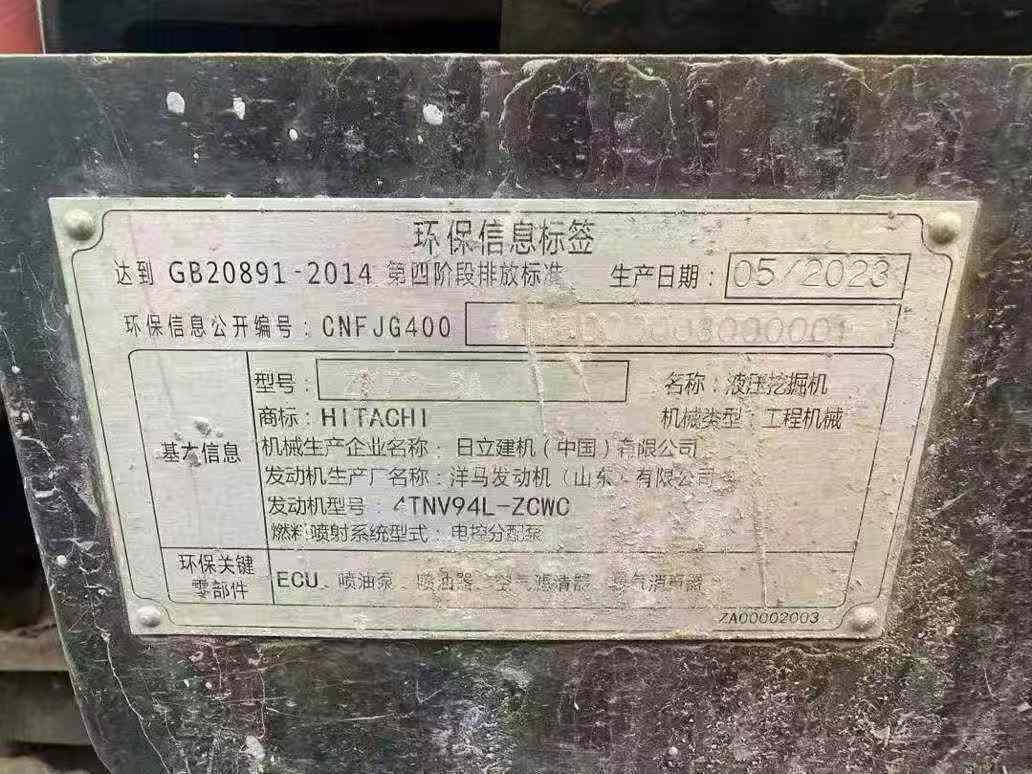 环保信息标签
达到 GB20891-2014 第四阶段排放标准 生产日期：05/2023
环保信息公开编号：CNFJG400
型号： 名称：液压挖掘机
商标：HITACHI 机械类型：工程机械
基本信息
机械生产企业名称：日立建机（中国）有限公司
发动机生产厂名称：洋马发动机（山东）有限公司
发动机型号：4TNV94L-ZCWC
燃料喷射系统型式：电控分配泵
环保关键
零部件
ECU、喷油泵、喷油器、空气滤清器、排气消声器
ZA00002003